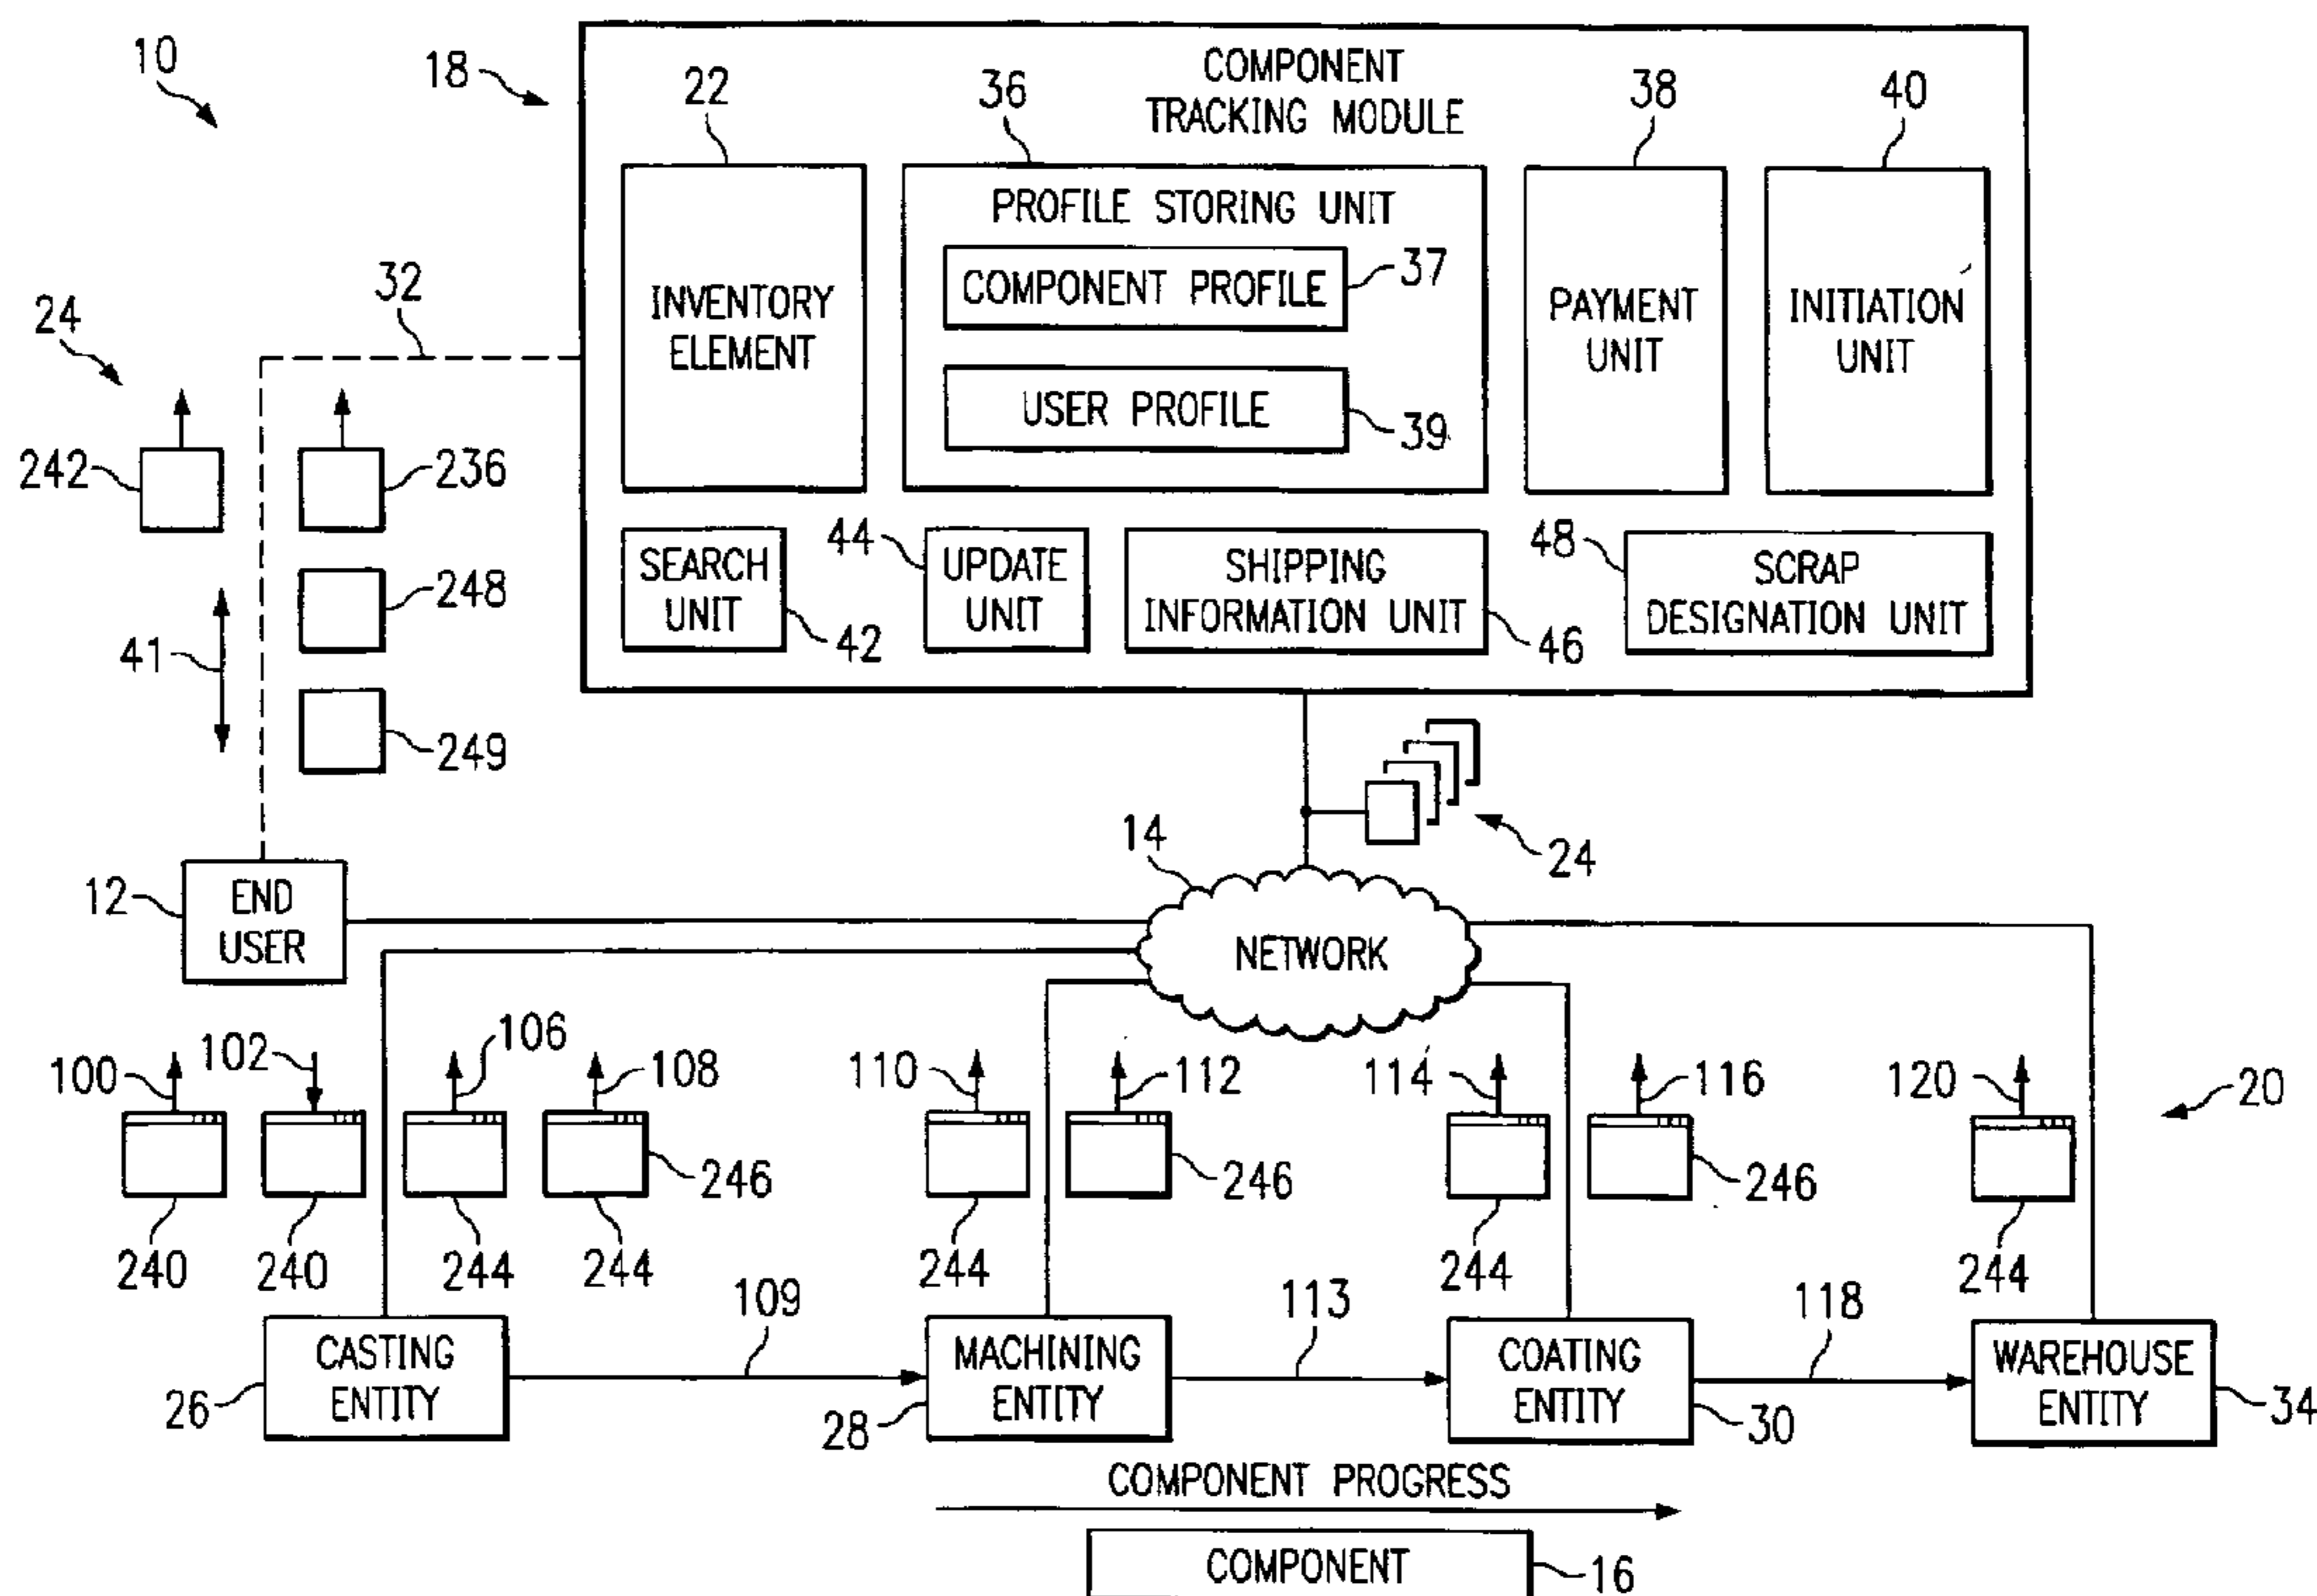 10
18
COMPONENT
TRACKING MODULE
22
36
38
40
INVENTORY
ELEMENT
PROFILE STORING UNIT
COMPONENT PROFILE
37
USER PROFILE
39
PAYMENT
UNIT
INITIATION
UNIT
32
24
242
236
248
41
249
SEARCH
UNIT
42
44
UPDATE
UNIT
SHIPPING
INFORMATION UNIT
46
48
SCRAP
DESIGNATION UNIT
24
14
NETWORK
12
END
USER
100
102
106
108
110
112
114
116
120
20
246
246
246
240
240
244
244
244
244
244
109
113
118
26
CASTING
ENTITY
28
MACHINING
ENTITY
COATING
ENTITY
30
WAREHOUSE
ENTITY
34
COMPONENT PROGRESS
COMPONENT
16